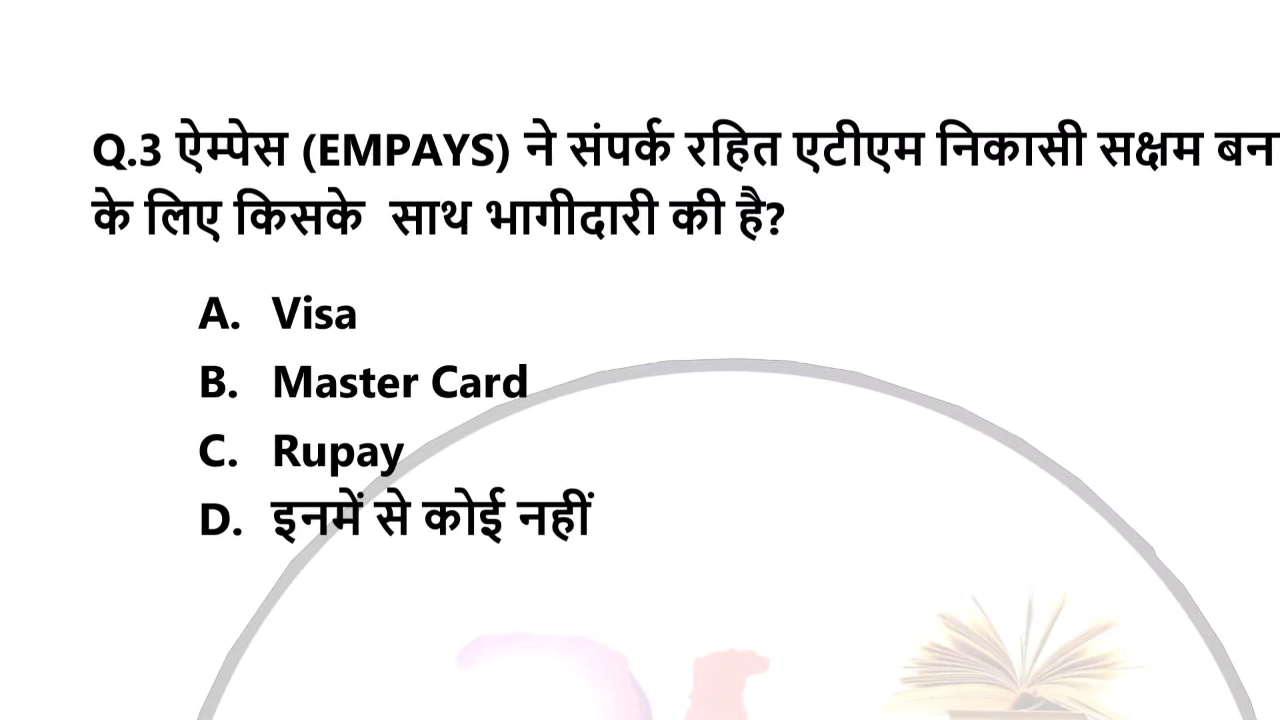 Q.3 ऐम्पेस (EMPAYS) ने संपर्क रहित एटीएम निकासी सक्षम बन
के लिए किसके साथ भागीदारी की है?
A. Visa
B. Master Card
C. Rupay
D. इनमें से कोई नहीं